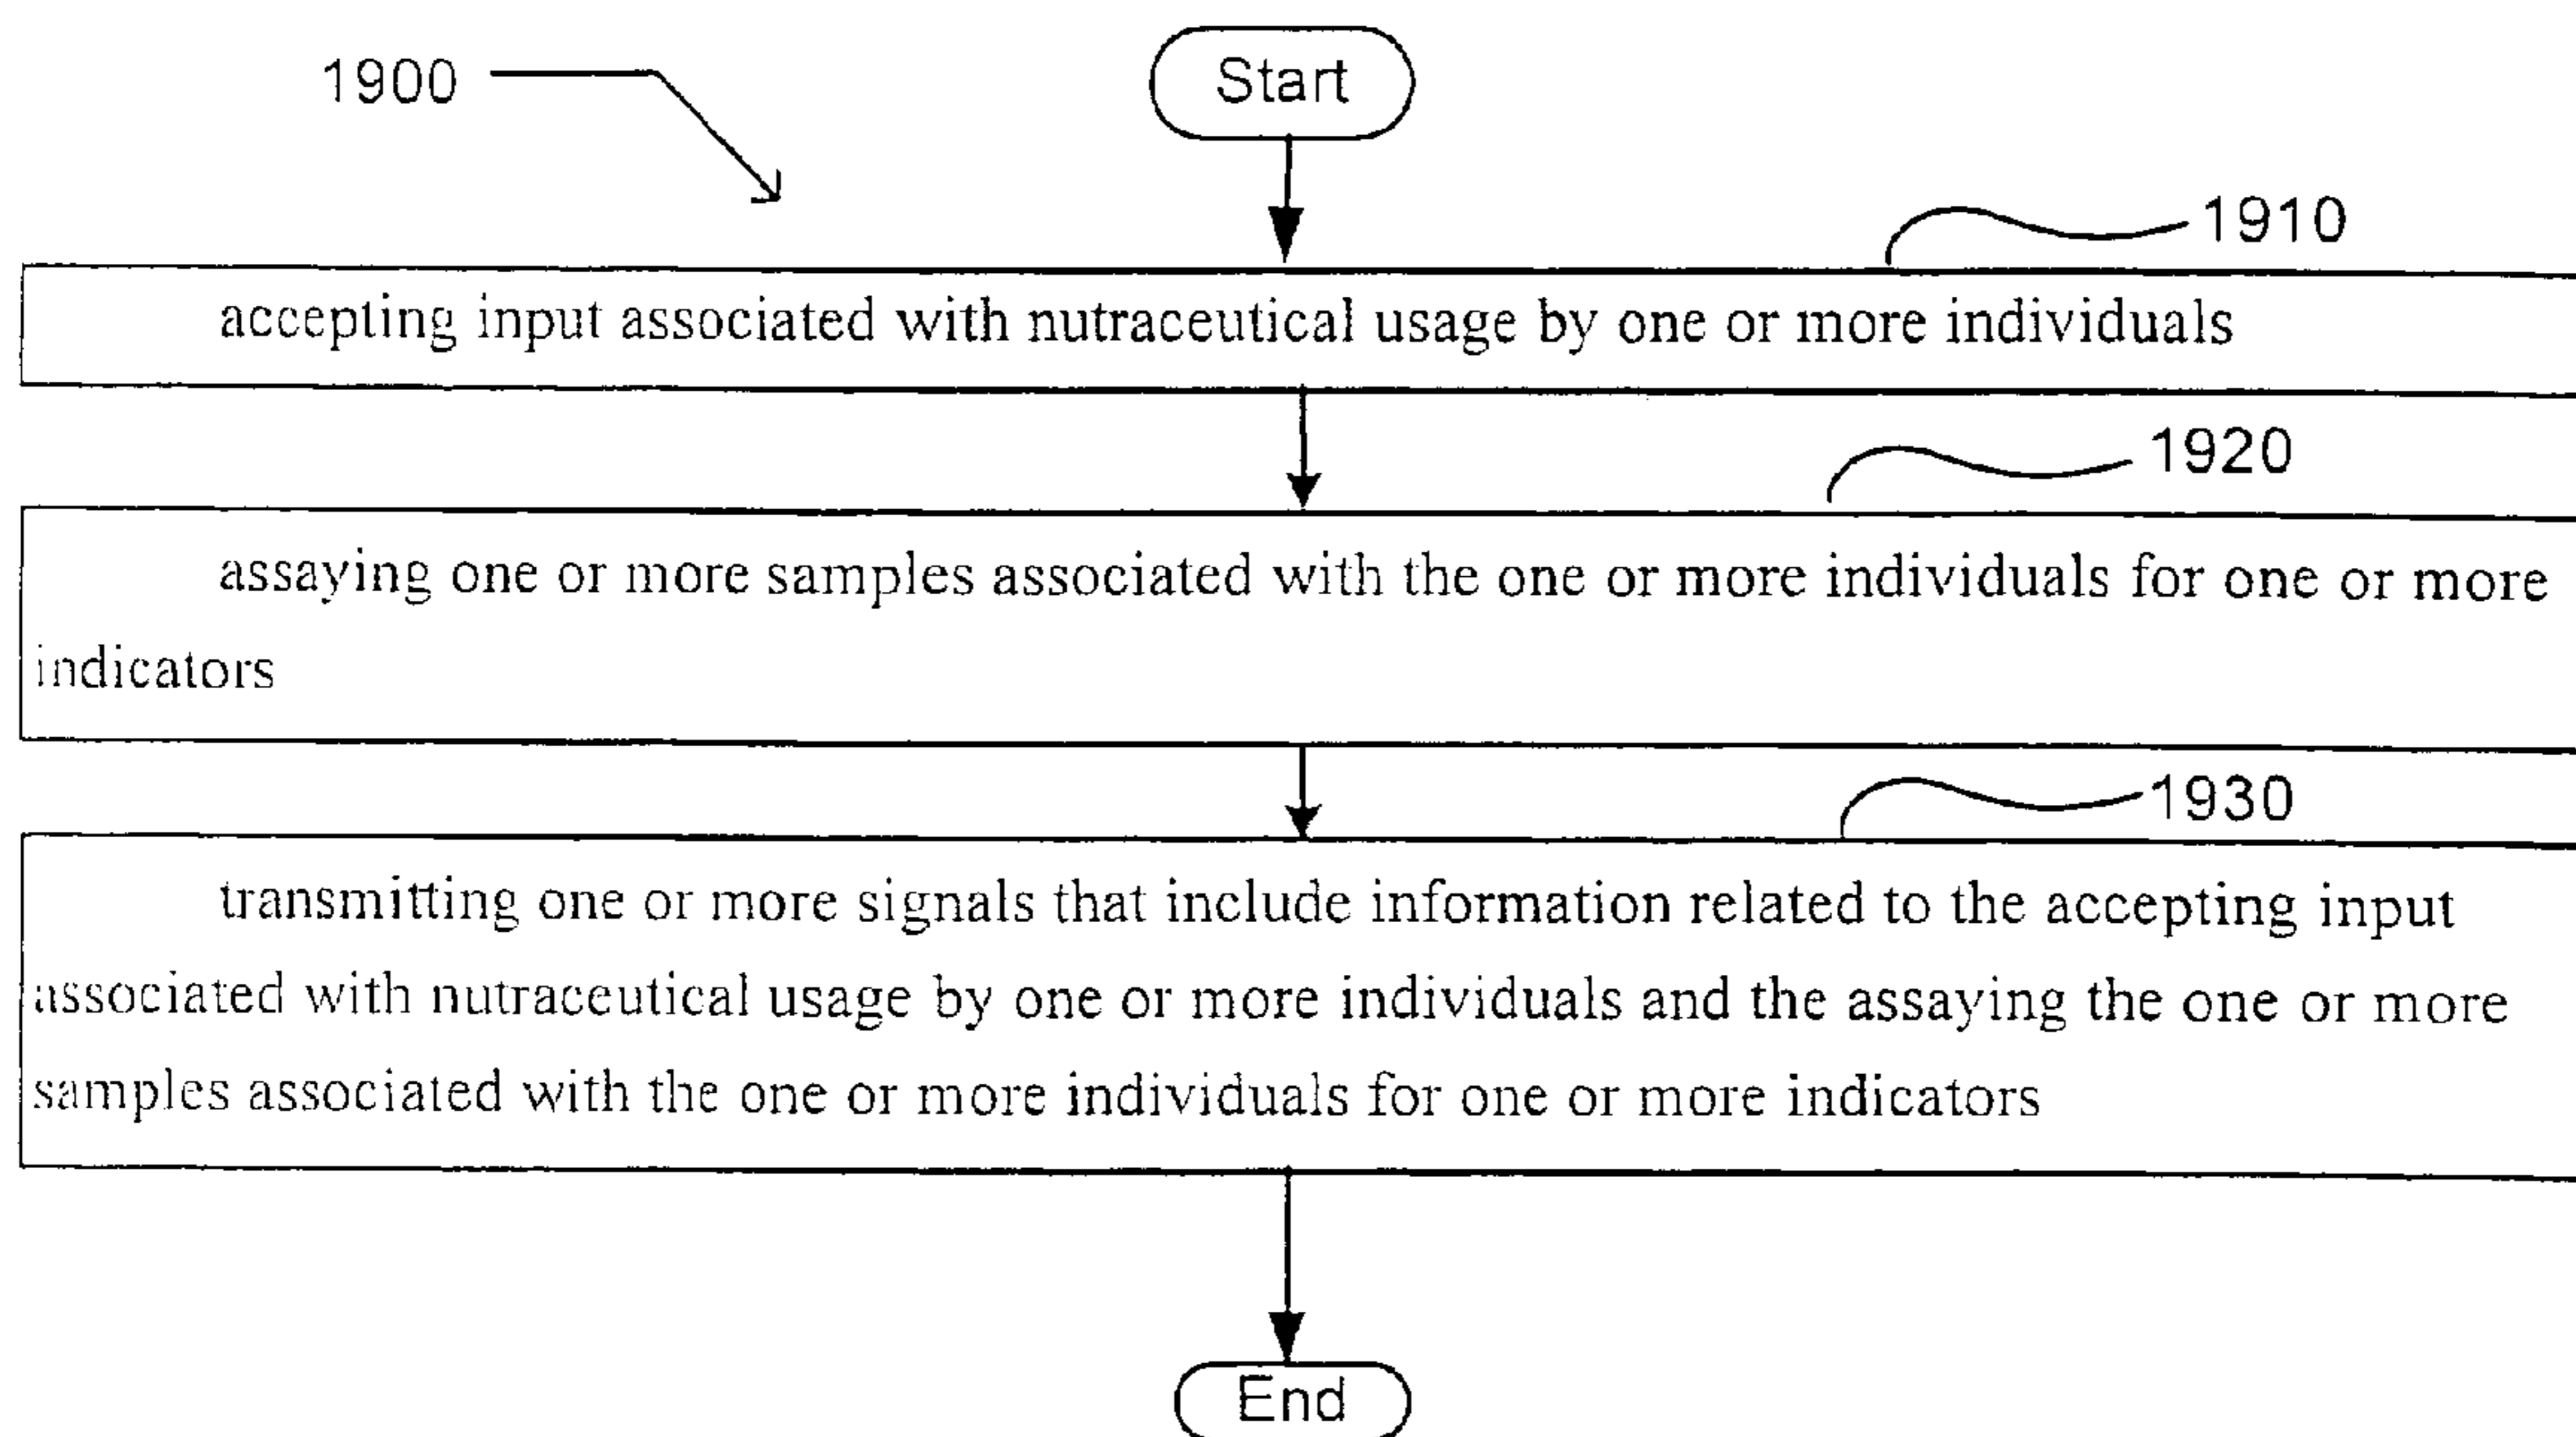 1900
Start
1910
accepting input associated with nutraceutical usage by one or more individuals
1920
assaying one or more samples associated with the one or more individuals for one or more
indicators
1930
transmitting one or more signals that include information related to the accepting input
associated with nutraceutical usage by one or more individuals and the assaying the one or more
samples associated with the one or more individuals for one or more indicators
End